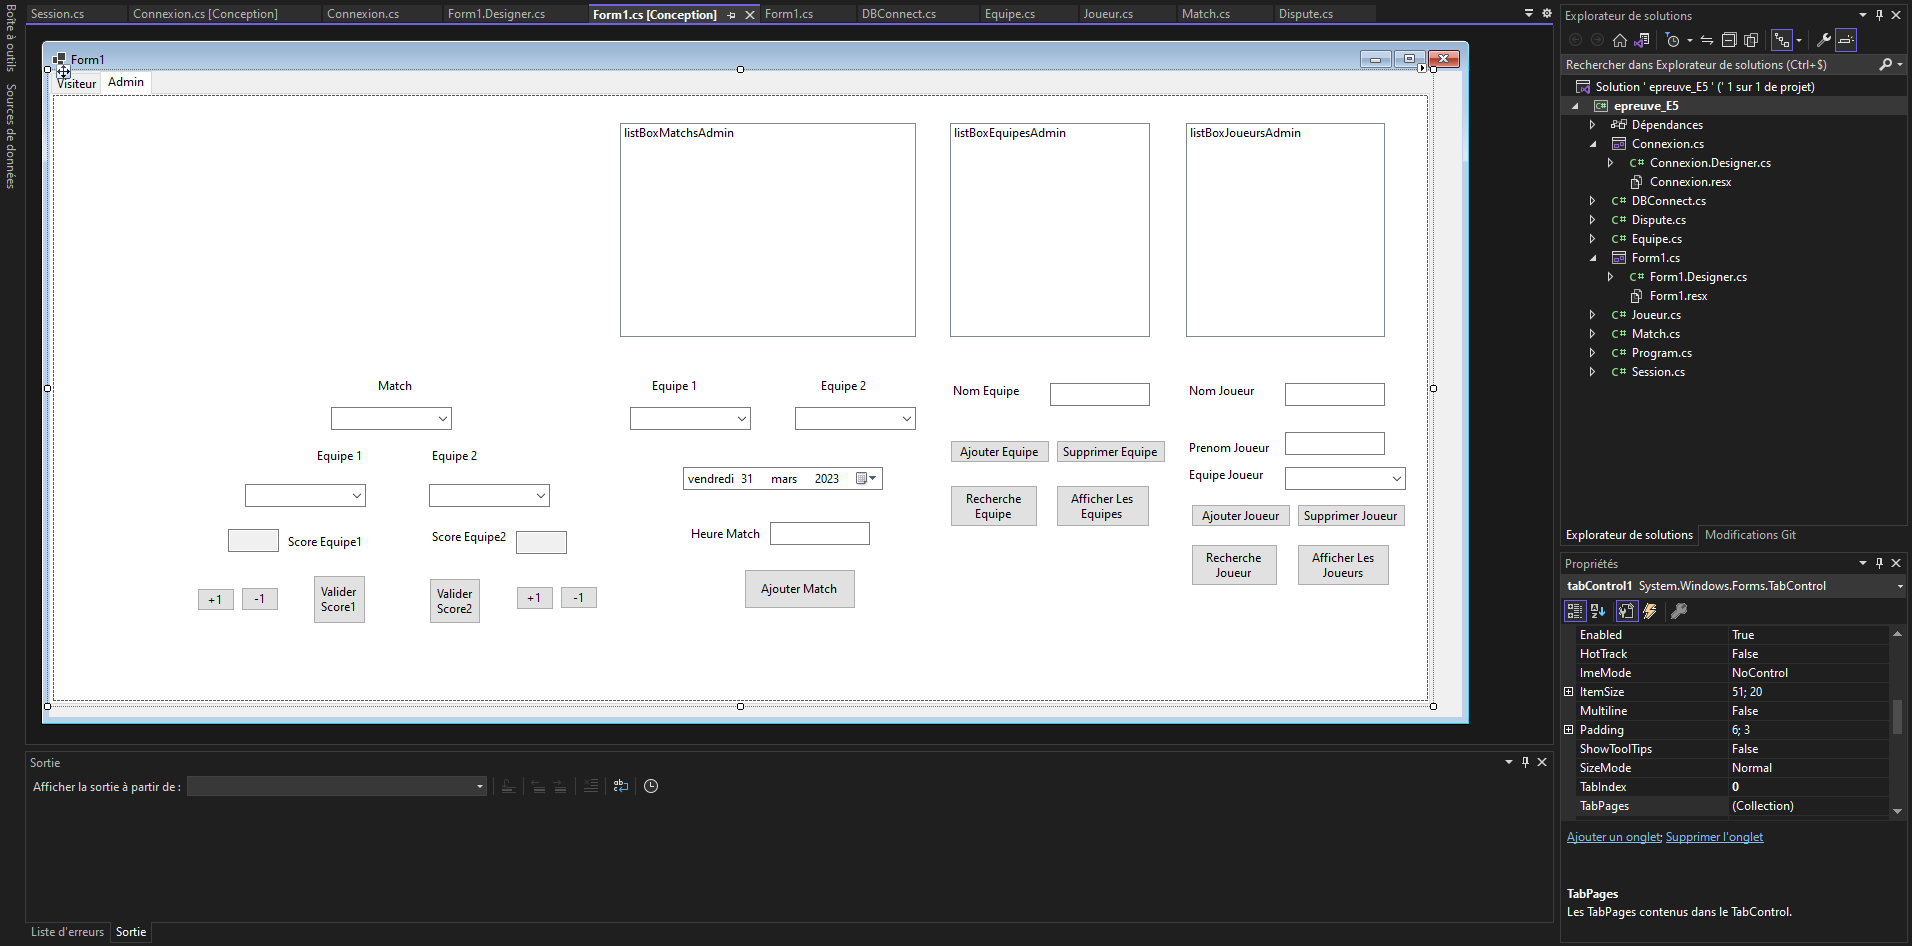 Boîte à outils
Sources de données
Session.cs
Connexion.cs [Conception]
Connexion.cs
Form1.Designer.cs
Form1.cs [Conception]
Form1.cs
DBConnect.cs
Equipe.cs
Joueur.cs
Match.cs
Dispute.cs
Form1
Visiteur
Admin
listBoxMatchsAdmin
listBoxEquipesAdmin
listBoxJoueursAdmin
Match
Equipe 1
Equipe 2
Score Equipe1
Score Equipe2
+1
-1
Valider
Score1
Valider
Score2
+1
-1
Equipe 1
Equipe 2
vendredi 31 mars 2023
Heure Match
Ajouter Match
Nom Equipe
Ajouter Equipe
Supprimer Equipe
Recherche
Equipe
Afficher Les
Equipes
Nom Joueur
Prenom Joueur
Equipe Joueur
Ajouter Joueur
Supprimer Joueur
Recherche
Joueur
Afficher Les
Joueurs
Sortie
Afficher la sortie à partir de :
Liste d'erreurs
Sortie
Explorateur de solutions
Rechercher dans Explorateur de solutions (Ctrl+$)
Solution ' epreuve_E5 ' (' 1 sur 1 de projet)
C# epreuve_E5
Dépendances
Connexion.cs
C# Connexion.Designer.cs
Connexion.resx
C# DBConnect.cs
C# Dispute.cs
C# Equipe.cs
Form1.cs
C# Form1.Designer.cs
Form1.resx
C# Joueur.cs
C# Match.cs
C# Program.cs
C# Session.cs
Explorateur de solutions
Modifications Git
Propriétés
tabControl1 System.Windows.Forms.TabControl
Enabled True
HotTrack False
ImeMode NoControl
ItemSize 51; 20
Multiline False
Padding 6; 3
ShowToolTips False
SizeMode Normal
TabIndex 0
TabPages (Collection)
Ajouter un onglet; Supprimer l'onglet
TabPages
Les TabPages contenus dans le TabControl.